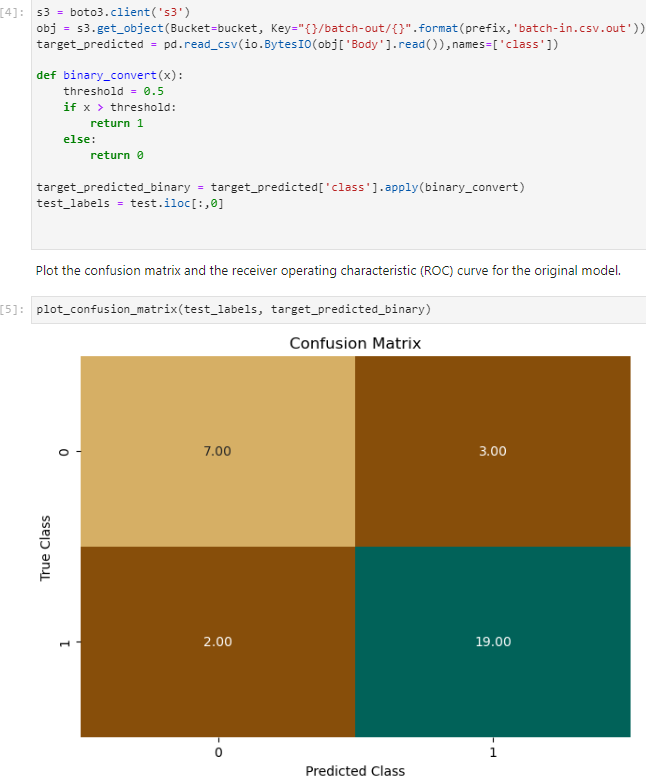 [4]: s3 = boto3.client('s3')
obj = s3.get_object(Bucket=bucket, Key="{}/batch-out/{}".format(prefix,'batch-in.csv.out'))
target_predicted = pd.read_csv(io.BytesIO(obj['Body'].read()),names=['class'])
def binary_convert(x):
    threshold = 0.5
    if x > threshold:
        return 1
    else:
        return 0
target_predicted_binary = target_predicted['class'].apply(binary_convert)
test_labels = test.iloc[:,0]
Plot the confusion matrix and the receiver operating characteristic (ROC) curve for the original model.
[5]: plot_confusion_matrix(test_labels, target_predicted_binary)
Confusion Matrix
0
7.00
3.00
True Class
1
2.00
19.00
0
1
Predicted Class